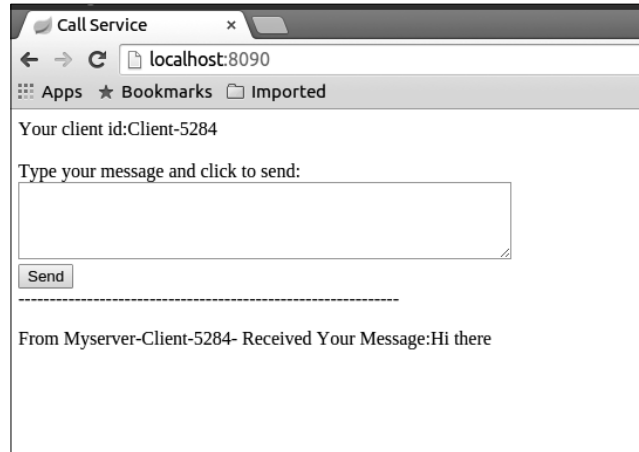 Call Service
localhost:8090
Apps Bookmarks Imported
Your client id:Client-5284
Type your message and click to send:
Send
-------------------------------------------------------------
From Myserver-Client-5284- Received Your Message:Hi there